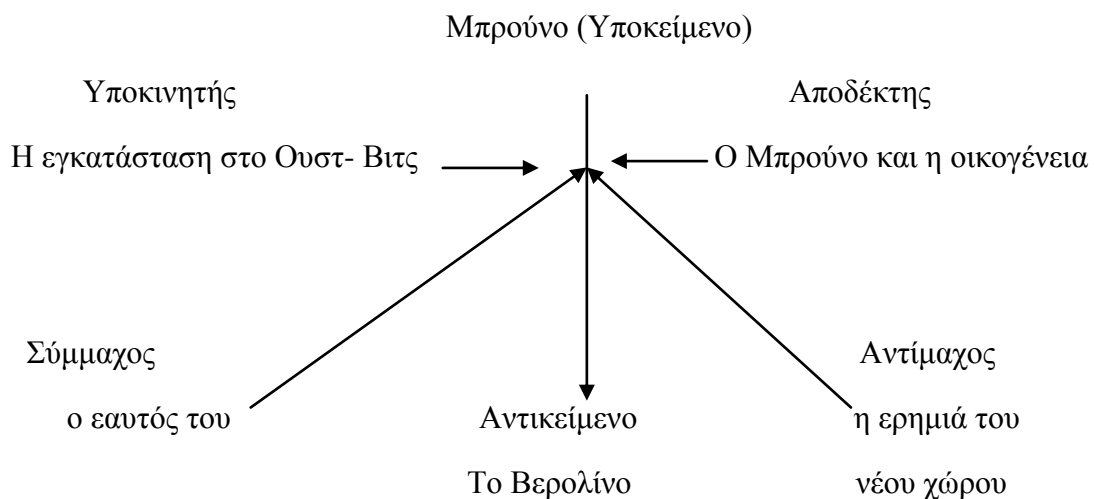 Μπρούνο (Υποκείμενο)
Υποκινητής
Αποδέκτης
Η εγκατάσταση στο Ουστ- Βιτς
Ο Μπρούνο και η οικογένεια
Σύμμαχος
Αντίμαχος
ο εαυτός του
Αντικείμενο
η ερημιά του
Το Βερολίνο
νέου χώρου